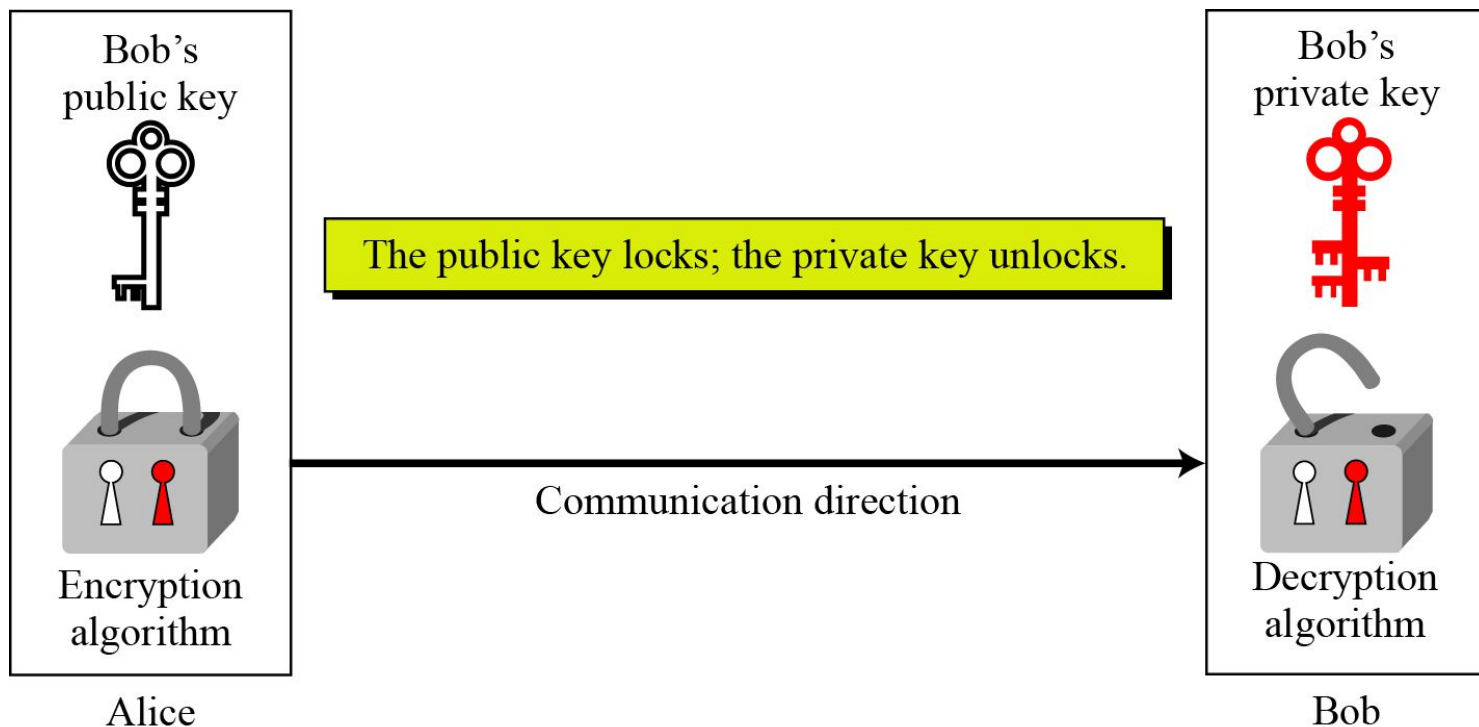 Bob’s
public key
Bob’s
private key
The public key locks; the private key unlocks.
Communication direction
Encryption
algorithm
Decryption
algorithm
Alice
Bob